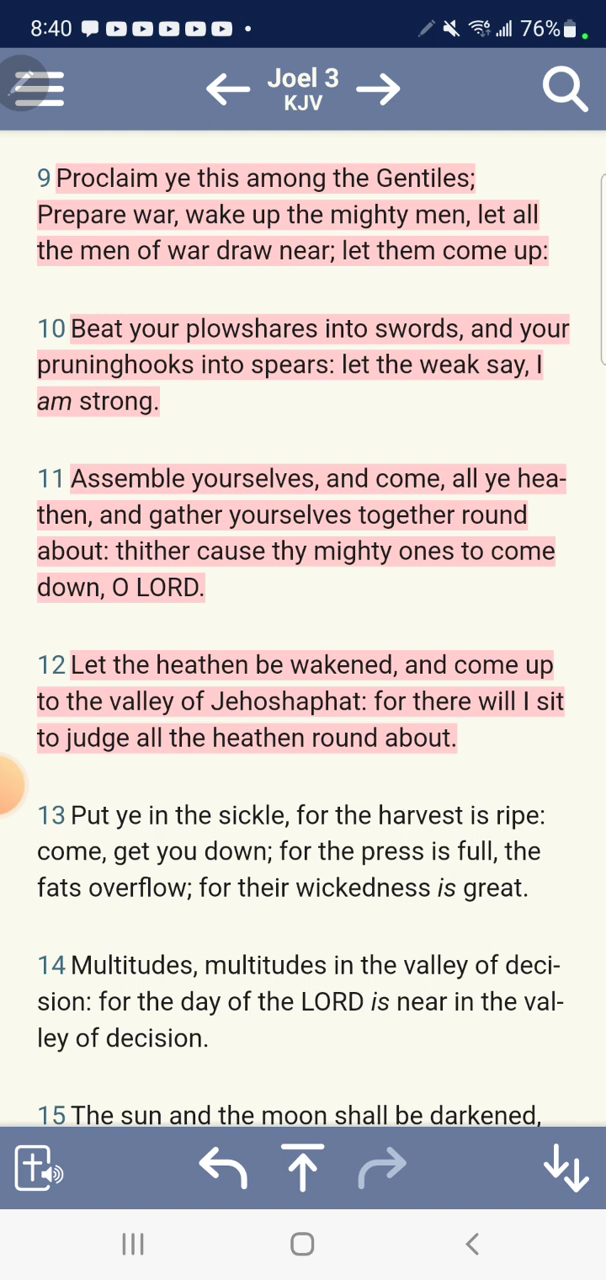 8:40
76%
Joel 3
KJV
9 Proclaim ye this among the Gentiles;
Prepare war, wake up the mighty men, let all
the men of war draw near; let them come up:
10 Beat your plowshares into swords, and your
pruninghooks into spears: let the weak say, I
am strong.
11 Assemble yourselves, and come, all ye hea-
then, and gather yourselves together round
about: thither cause thy mighty ones to come
down, O LORD.
12 Let the heathen be wakened, and come up
to the valley of Jehoshaphat: for there will I sit
to judge all the heathen round about.
13 Put ye in the sickle, for the harvest is ripe:
come, get you down; for the press is full, the
fats overflow; for their wickedness is great.
14 Multitudes, multitudes in the valley of deci-
sion: for the day of the LORD is near in the val-
ley of decision.
15 The sun and the moon shall be darkened,